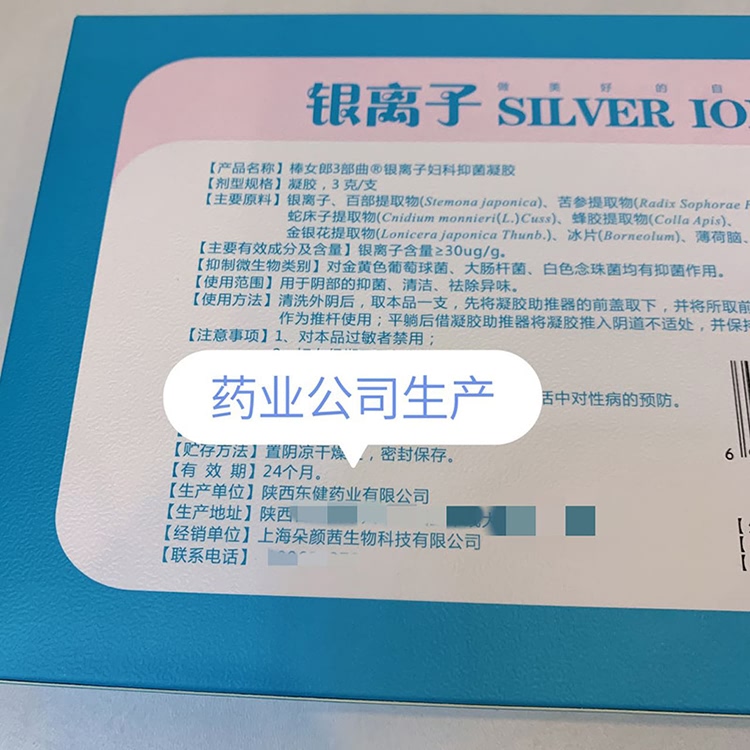 做美好的自
银离子 SILVER IO
【产品名称】棒女郎3部曲®银离子妇科抑菌凝胶
【剂型规格】凝胶，3克/支
【主要原料】银离子、百部提取物(Stemona japonica)、苦参提取物(Radix Sophorae F
蛇床子提取物(Cnidium monnieri(L.)Cuss)、蜂胶提取物(Colla Apis)、
金银花提取物(Lonicera japonica Thunb.)、冰片(Borneolum)、薄荷脑、
【主要有效成分及含量】银离子含量≥30ug/g。
【抑制微生物类别】对金黄色葡萄球菌、大肠杆菌、白色念珠菌均有抑菌作用。
【使用范围】用于阴部的抑菌、清洁、祛除异味。
【使用方法】清洗外阴后，取本品一支，先将凝胶助推器的前盖取下，并将所取前
作为推杆使用；平躺后借凝胶助推器将凝胶推入阴道不适处，并保持
【注意事项】1、对本品过敏者禁用；
活中对性病的预防。
药业公司生产
【贮存方法】置阴凉干燥，密封保存。
【有 效 期】24个月。
【生产单位】陕西东健药业有限公司
【生产地址】陕西
【经销单位】上海朵颜茜生物科技有限公司
【联系电话】
6